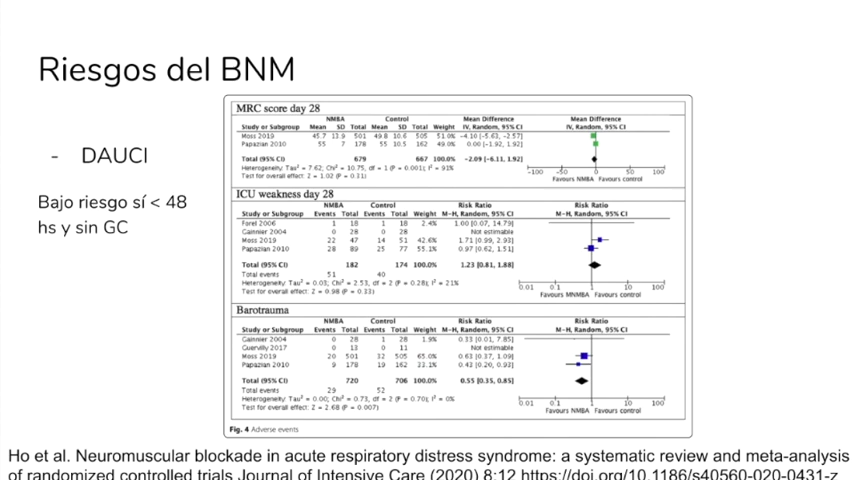 Riesgos del BNM
- DAUCI
Bajo riesgo sí < 48
hs y sin GC
MRC score day 28
NMBA Control Mean Difference Mean Difference
Study or Subgroup Mean SD Total Mean SD Total Weight IV, Random, 95% CI IV, Random, 95% CI
Moss 2019 45.7 13.9 501 49.8 10.6 505 51.0% -4.10 [-5.63, -2.57]
Papazian 2010 55 7 178 55 10.5 162 49.0% 0.00 [-1.92, 1.92]
Total (95% CI) 679 667 100.0% -2.09 [-6.11, 1.92]
Heterogeneity: Tau² = 7.62; Chi² = 10.75, df = 1 (P = 0.001); I² = 91%
Test for overall effect: Z = 1.02 (P = 0.31)
-100 -50 0 50 100
Favours NMBA Favours control
ICU weakness day 28
NMBA Control Risk Ratio Risk Ratio
Study or Subgroup Events Total Events Total Weight M-H, Random, 95% CI M-H, Random, 95% CI
Forel 2006 1 18 1 18 2.4% 1.00 [0.07, 14.79]
Gainnier 2004 0 28 0 28 Not estimable
Moss 2019 22 47 14 51 42.6% 1.71 [0.99, 2.93]
Papazian 2010 28 89 25 77 55.1% 0.97 [0.62, 1.51]
Total (95% CI) 182 174 100.0% 1.23 [0.81, 1.88]
Total events 51 40
Heterogeneity: Tau² = 0.03; Chi² = 2.53, df = 2 (P = 0.28); I² = 21%
Test for overall effect: Z = 0.98 (P = 0.33)
0.01 0.1 1 10 100
Favours MNMBA Favours control
Barotrauma
NMBA Control Risk Ratio Risk Ratio
Study or Subgroup Events Total Events Total Weight M-H, Random, 95% CI M-H, Random, 95% CI
Gainnier 2004 0 28 1 28 1.9% 0.33 [0.01, 7.85]
Guervilly 2017 0 13 0 11 Not estimable
Moss 2019 20 501 32 505 65.0% 0.63 [0.37, 1.09]
Papazian 2010 9 178 19 162 33.1% 0.43 [0.20, 0.93]
Total (95% CI) 720 706 100.0% 0.55 [0.35, 0.85]
Total events 29 52
Heterogeneity: Tau² = 0.00; Chi² = 0.73, df = 2 (P = 0.70); I² = 0%
Test for overall effect: Z = 2.68 (P = 0.007)
0.01 0.1 1 10 100
Favours NMBA Favours control
Fig. 4 Adverse events
Ho et al. Neuromuscular blockade in acute respiratory distress syndrome: a systematic review and meta-analysis
of randomized controlled trials Journal of Intensive Care (2020) 8:12 https://doi.org/10.1186/s40560-020-0431-z